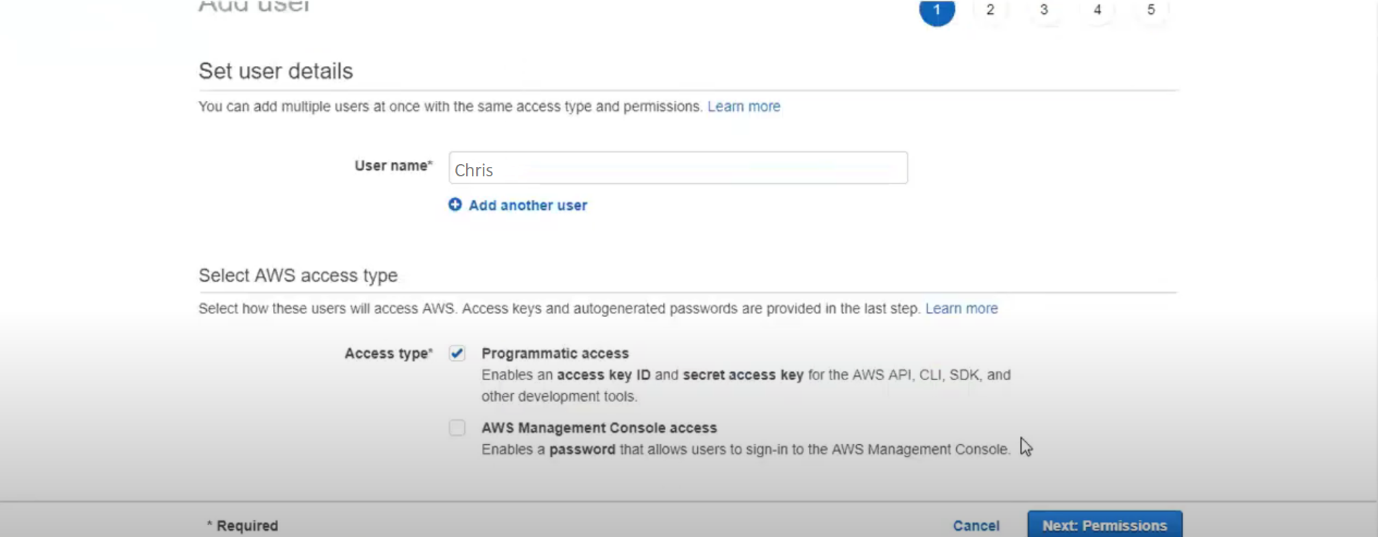 Add user
1 2 3 4 5
Set user details
You can add multiple users at once with the same access type and permissions. Learn more
User name* Chris
Add another user
Select AWS access type
Select how these users will access AWS. Access keys and autogenerated passwords are provided in the last step. Learn more
Access type* Programmatic access
Enables an access key ID and secret access key for the AWS API, CLI, SDK, and
other development tools.
AWS Management Console access
Enables a password that allows users to sign-in to the AWS Management Console.
* Required Cancel Next: Permissions